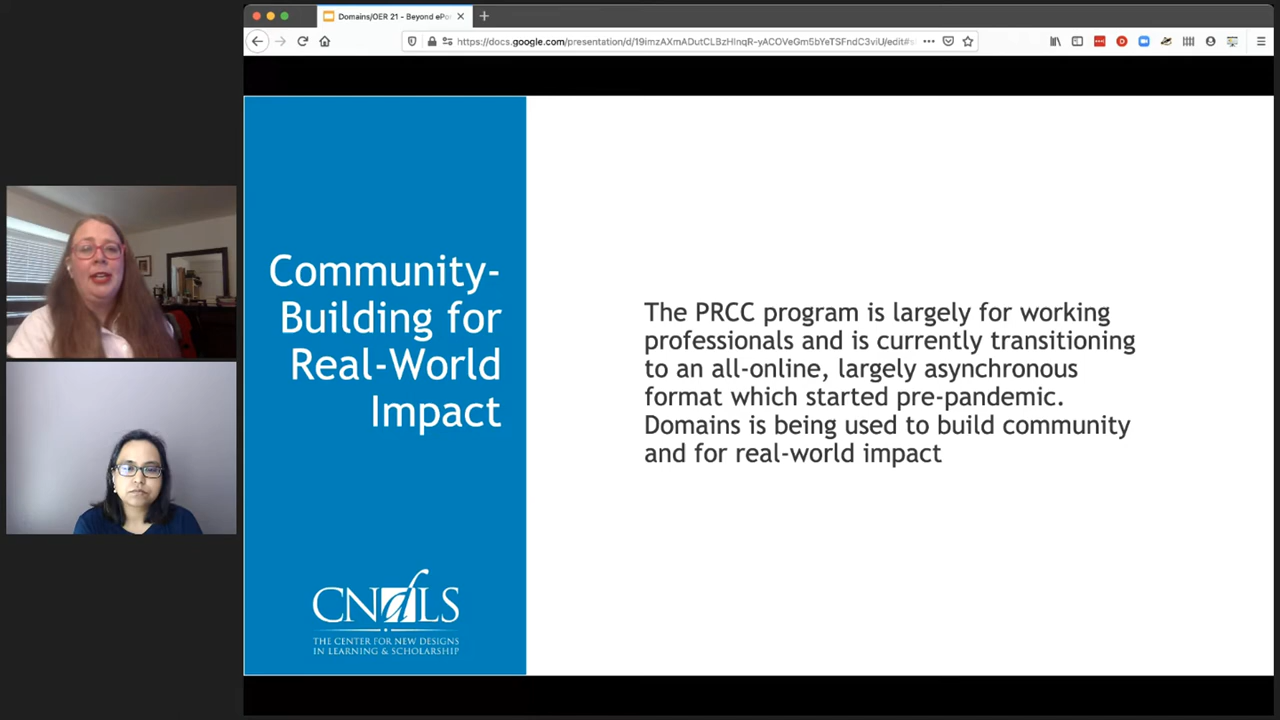 Domains/OER 21 - Beyond ePo
https://docs.google.com/presentation/d/19imzAXmADutCLBzHlnqR-yACOVeGm5bYeTSFndC3viU/edit#s
Community-
Building for
Real-World
Impact
The PRCC program is largely for working
professionals and is currently transitioning
to an all-online, largely asynchronous
format which started pre-pandemic.
Domains is being used to build community
and for real-world impact
CNdLS
THE CENTER FOR NEW DESIGNS
IN LEARNING & SCHOLARSHIP